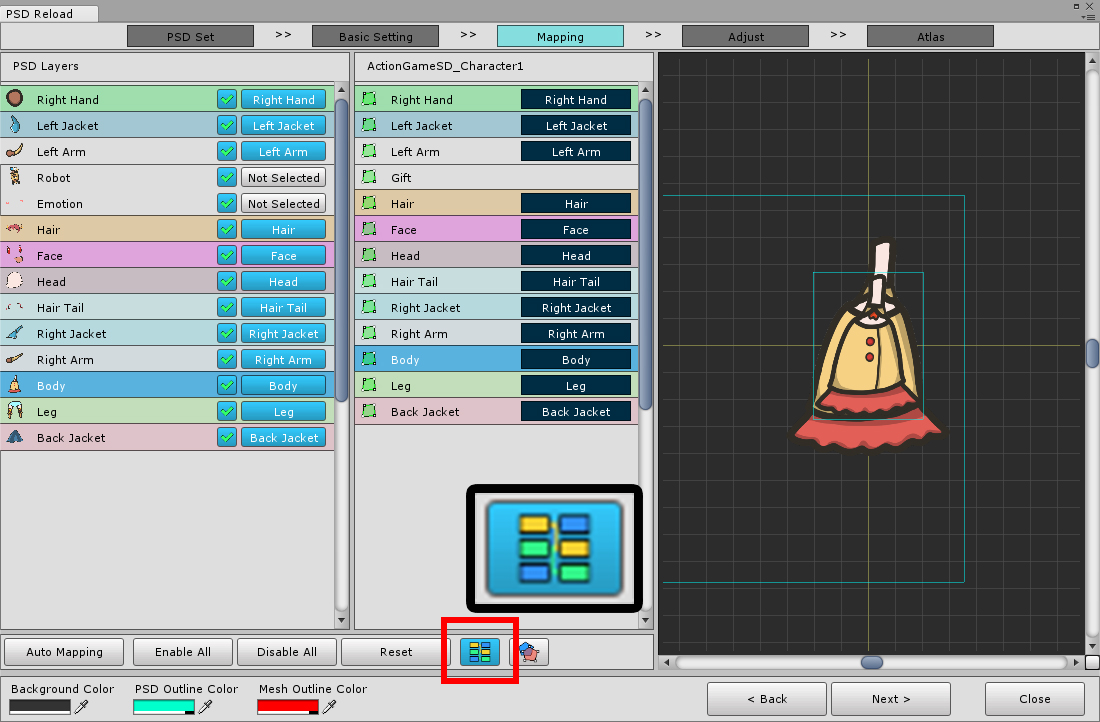 PSD Reload
PSD Set >> Basic Setting >> Mapping >> Adjust >> Atlas
PSD Layers
Right Hand Right Hand
Left Jacket Left Jacket
Left Arm Left Arm
Robot Not Selected
Emotion Not Selected
Hair Hair
Face Face
Head Head
Hair Tail Hair Tail
Right Jacket Right Jacket
Right Arm Right Arm
Body Body
Leg Leg
Back Jacket Back Jacket
ActionGameSD_Character1
Right Hand Right Hand
Left Jacket Left Jacket
Left Arm Left Arm
Gift
Hair Hair
Face Face
Head Head
Hair Tail Hair Tail
Right Jacket Right Jacket
Right Arm Right Arm
Body Body
Leg Leg
Back Jacket Back Jacket
Auto Mapping Enable All Disable All Reset
Background Color PSD Outline Color Mesh Outline Color
< Back Next > Close